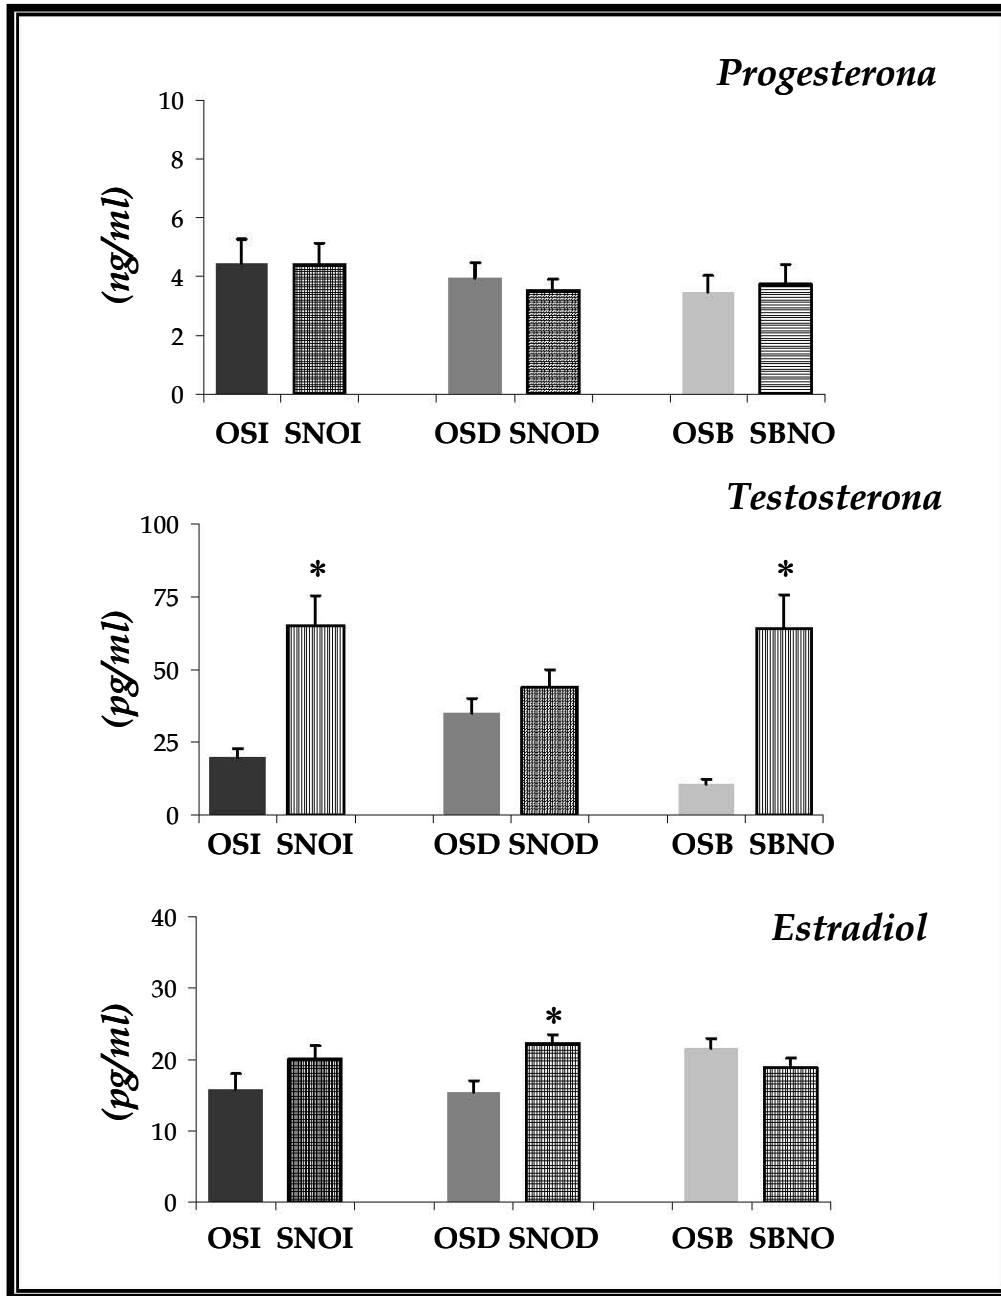 Progesterona
10
8
6
4
2
0
(ng/ml)
OSI SNOI OSD SNOD OSB SBNO
Testosterona
100
75
50
25
0
(pg/ml)
* *
OSI SNOI OSD SNOD OSB SBNO
Estradiol
40
30
20
10
0
(pg/ml)
*
OSI SNOI OSD SNOD OSB SBNO